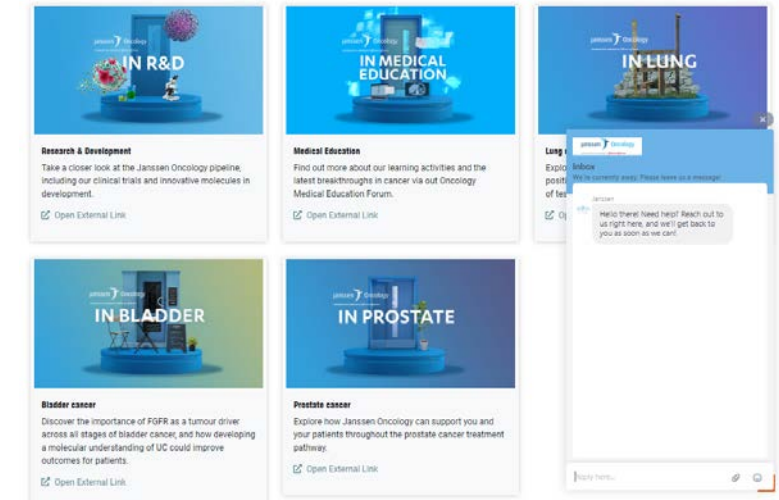 janssen Oncology
IN R&D
Research & Development
Take a closer look at the Janssen Oncology pipeline,
including our clinical trials and innovative molecules in
development.
Open External Link
janssen Oncology
IN MEDICAL
EDUCATION
Medical Education
Find out more about our learning activities and the
latest breakthroughs in cancer via out Oncology
Medical Education Forum.
Open External Link
janssen Oncology
IN LUNG
Lung
Explo
positi
of tes
O
janssen Oncology
IN BLADDER
Bladder cancer
Discover the importance of FGFR as a tumour driver
across all stages of bladder cancer, and how developing
a molecular understanding of UC could improve
outcomes for patients.
Open External Link
janssen Oncology
IN PROSTATE
Prostate cancer
Explore how Janssen Oncology can support you and
your patients throughout the prostate cancer treatment
pathway.
Open External Link
janssen Oncology
Inbox
We're currently away. Please leave us a message!
Janssen
Hello there! Need help? Reach out to
us right here, and we'll get back to
you as soon as we can!
Reply here...